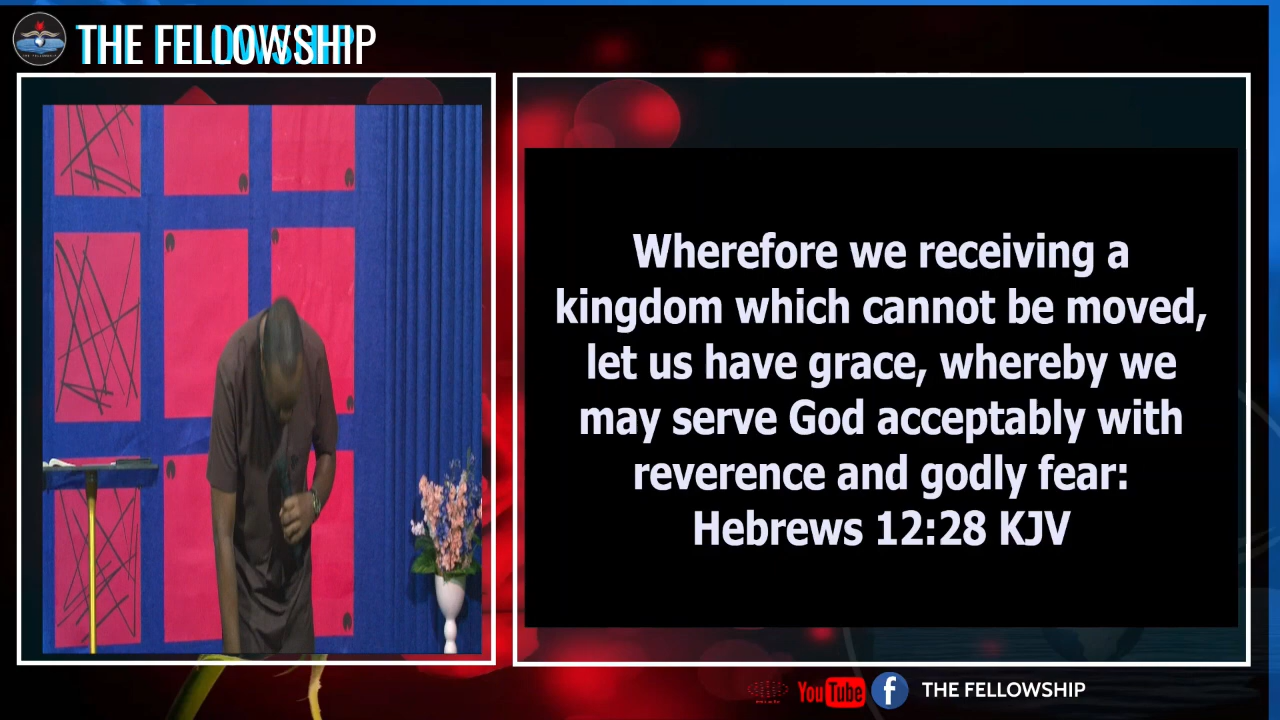 THE FELLOWSHIP
Wherefore we receiving a
kingdom which cannot be moved,
let us have grace, whereby we
may serve God acceptably with
reverence and godly fear:
Hebrews 12:28 KJV
YouTube
f
THE FELLOWSHIP